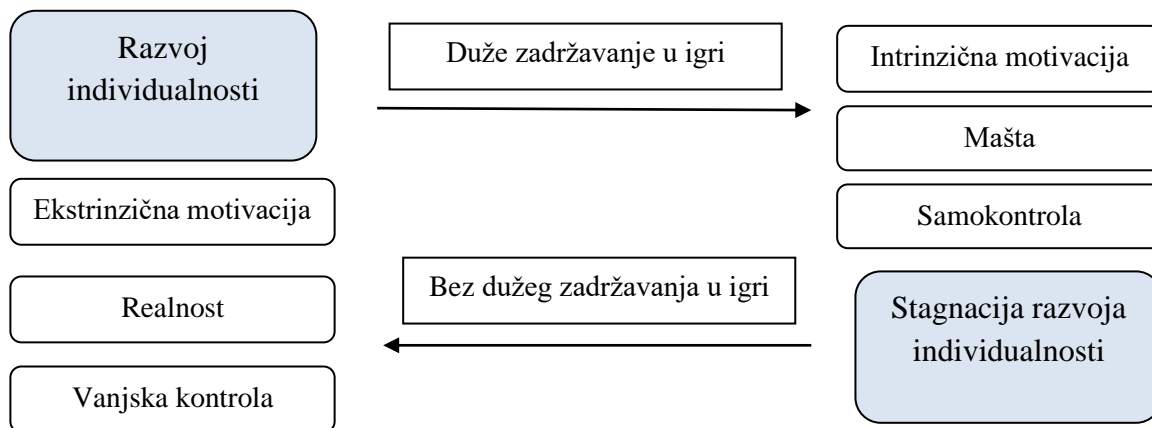 Razvoj
individualnosti
Duže zadržavanje u igri
Intrinzična motivacija
Mašta
Ekstrinzična motivacija
Samokontrola
Realnost
Bez dužeg zadržavanja u igri
Stagnacija razvoja
individualnosti
Vanjska kontrola